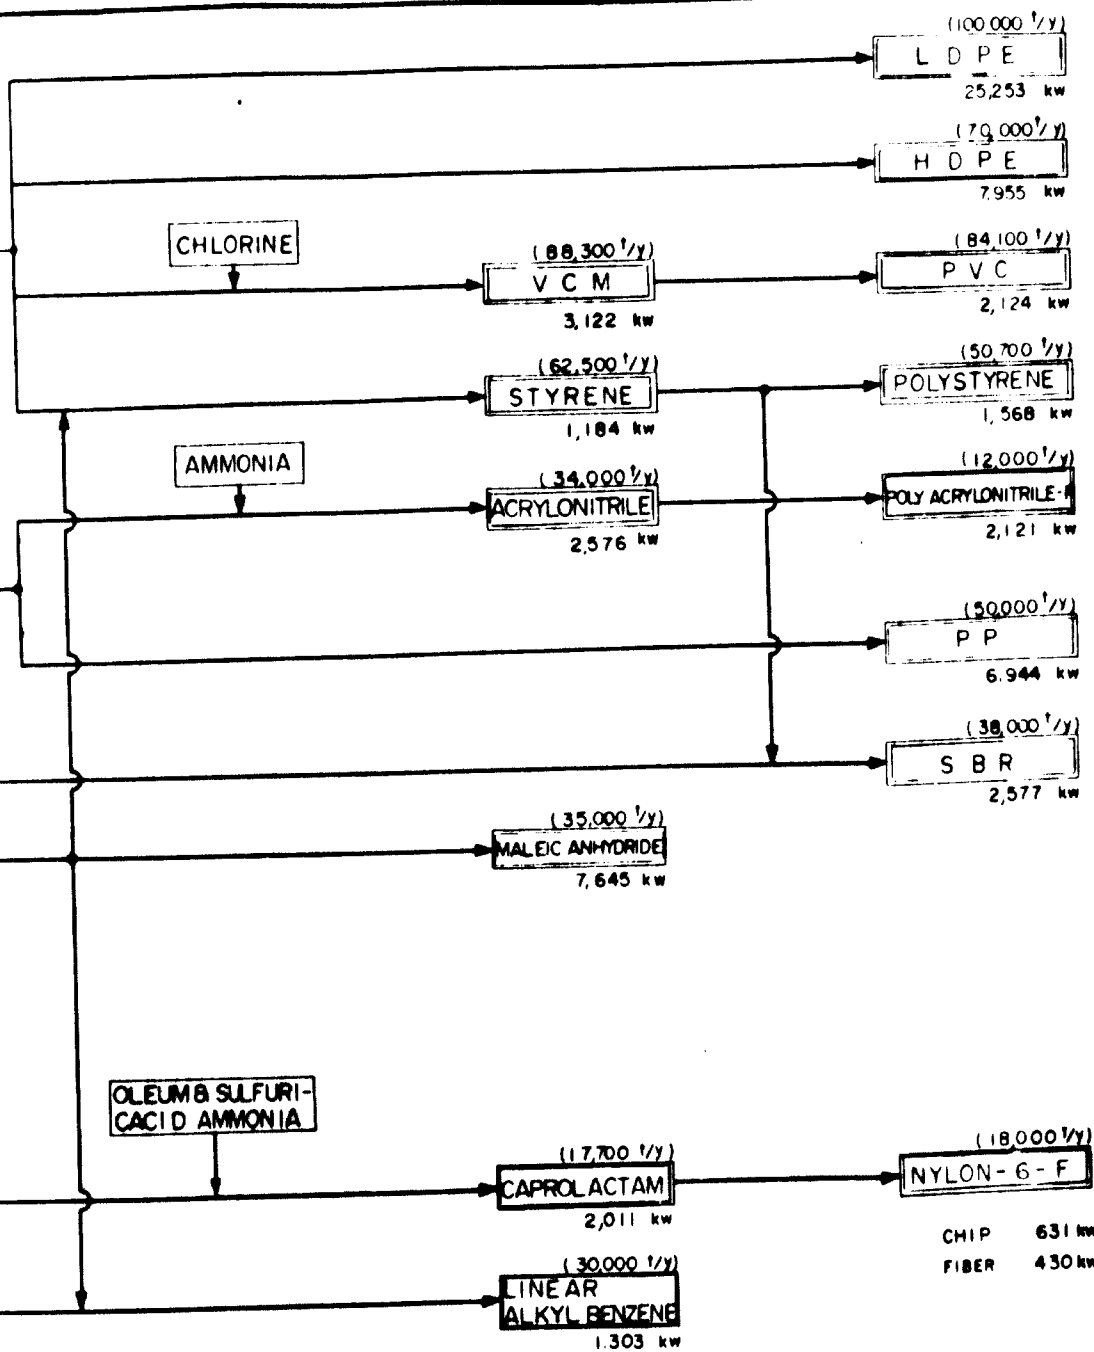 (100,000 t/y)
L D P E
25,253 kw
(70,000 t/y)
H D P E
7,955 kw
CHLORINE
(88,300 t/y)
V C M
3,122 kw
(84,100 t/y)
P V C
2,124 kw
(62,500 t/y)
STYRENE
1,184 kw
(50,700 t/y)
POLYSTYRENE
1,568 kw
AMMONIA
(34,000 t/y)
ACRYLONITRILE
2,576 kw
(12,000 t/y)
POLY ACRYLONITRILE-F
2,121 kw
(50,000 t/y)
P P
6,944 kw
(38,000 t/y)
S B R
2,577 kw
(35,000 t/y)
MALEIC ANHYDRIDE
7,645 kw
OLEUM & SULFURI-
CACID AMMONIA
(17,700 t/y)
CAPROLACTAM
2,011 kw
(18,000 t/y)
NYLON-6-F
CHIP 631 kw
FIBER 430 kw
(30,000 t/y)
LINEAR
ALKYL BENZENE
1,303 kw